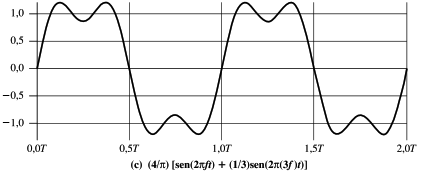 1,0
0,5
0,0
−0,5
−1,0
0,0T 0,5T 1,0T 1,5T 2,0T
(c) (4/π) [sen(2πft) + (1/3)sen(2π(3f)t)]